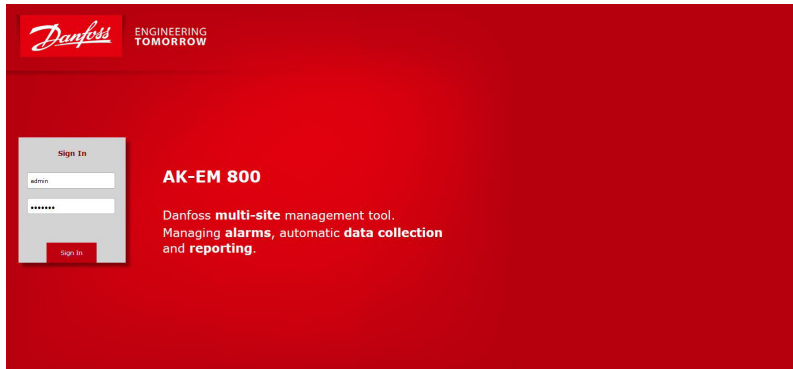 Danfoss
ENGINEERING
TOMORROW
Sign In
admin
•••••••
Sign In
AK-EM 800
Danfoss multi-site management tool.
Managing alarms, automatic data collection
and reporting.